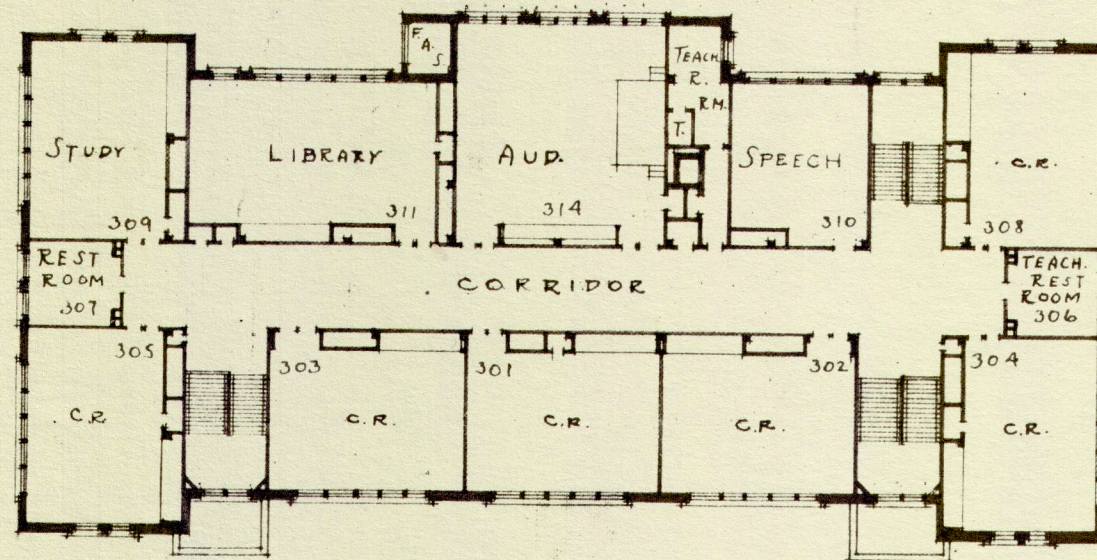 F.
A.
S
TEACH.
R.
RM.
T.
STUDY
309
LIBRARY
311
AUD.
314
SPEECH
310
C.R.
308
REST
ROOM
307
CORRIDOR
TEACH.
REST
ROOM
306
305
C.R.
303
C.R.
301
C.R.
302
C.R.
304
C.R.